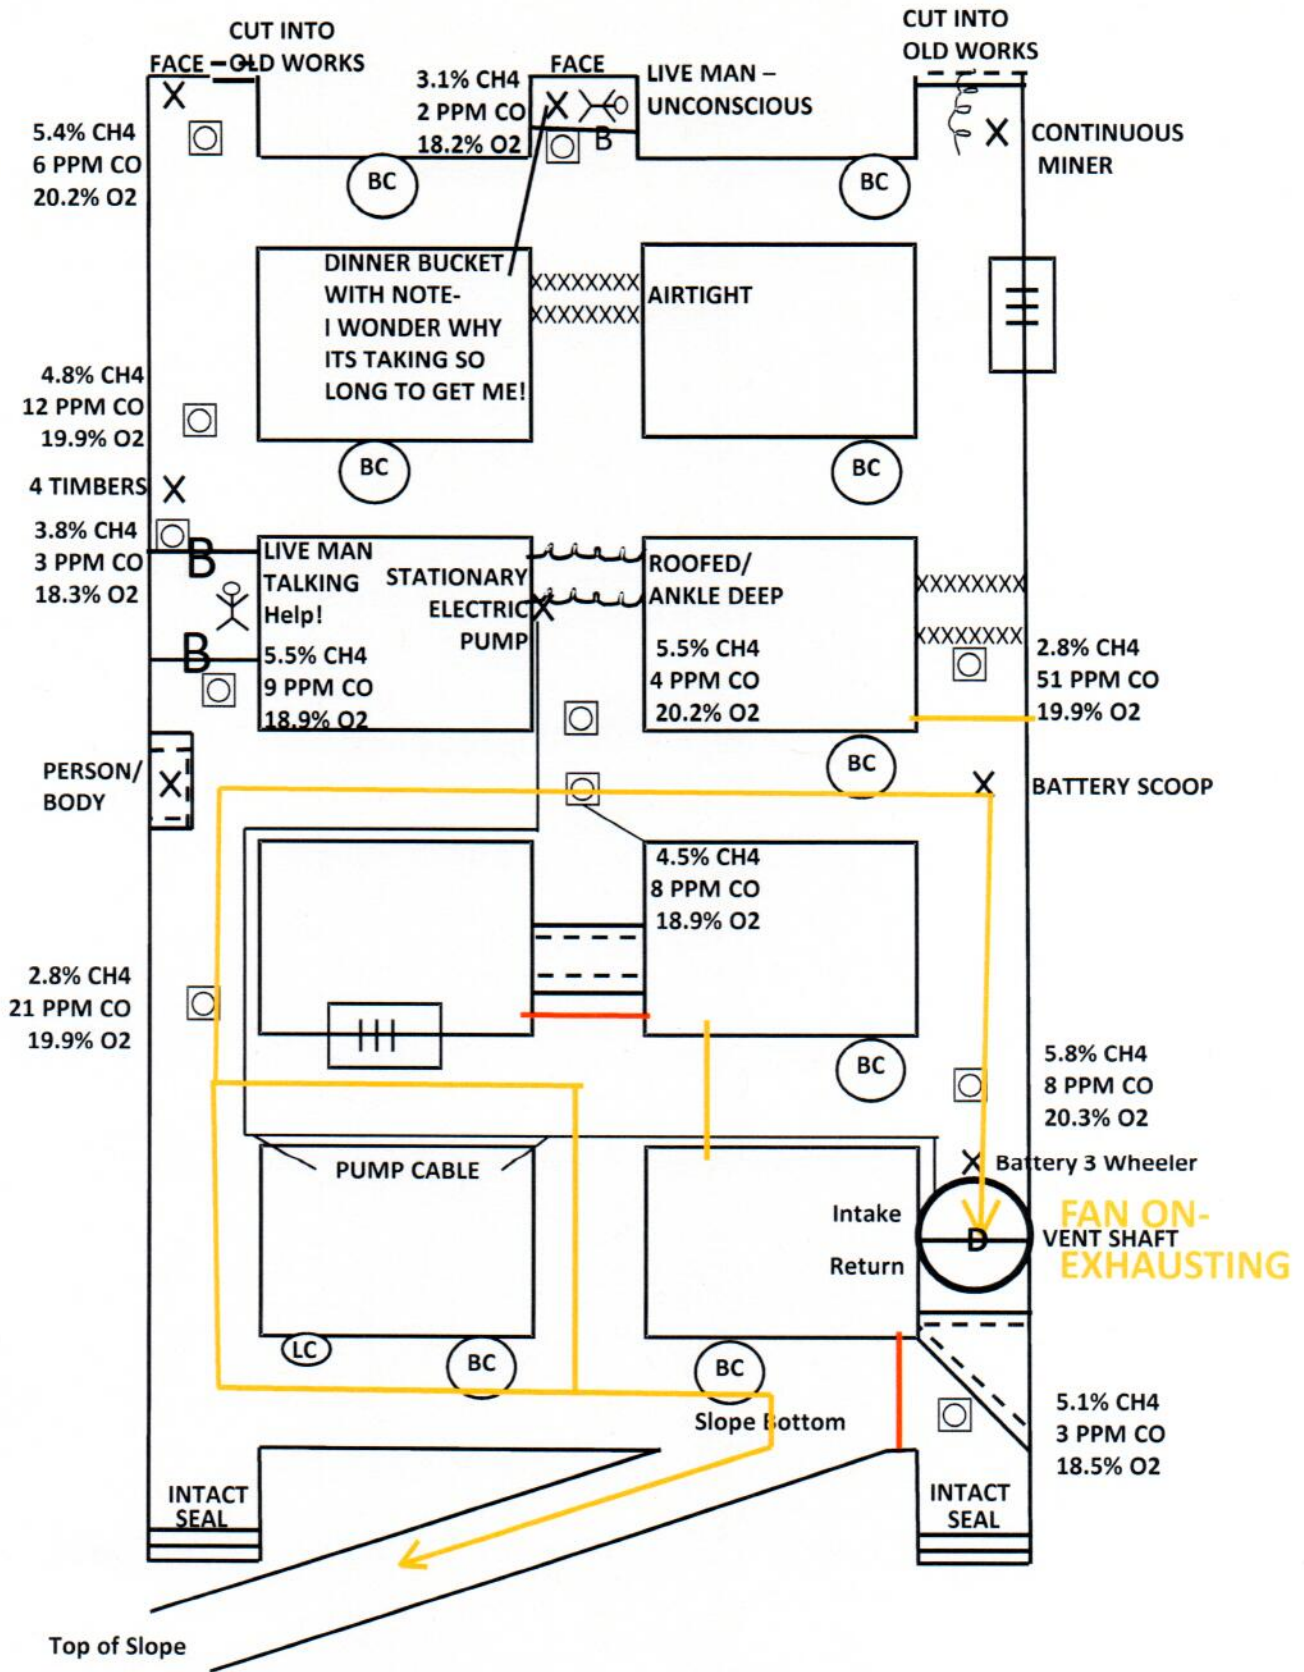 CUT INTO
OLD WORKS
FACE
5.4% CH4
6 PPM CO
20.2% O2
3.1% CH4
2 PPM CO
18.2% O2
FACE
LIVE MAN –
UNCONSCIOUS
B
CUT INTO
OLD WORKS
CONTINUOUS
MINER
BC
BC
DINNER BUCKET
WITH NOTE-
I WONDER WHY
ITS TAKING SO
LONG TO GET ME!
XXXXXXXX
XXXXXXXX
AIRTIGHT
4.8% CH4
12 PPM CO
19.9% O2
BC
BC
4 TIMBERS
3.8% CH4
3 PPM CO
18.3% O2
B
B
LIVE MAN
TALKING
Help!
STATIONARY
ELECTRIC
PUMP
5.5% CH4
9 PPM CO
18.9% O2
ROOFED/
ANKLE DEEP
5.5% CH4
4 PPM CO
20.2% O2
XXXXXXXX
XXXXXXXX
2.8% CH4
51 PPM CO
19.9% O2
PERSON/
BODY
BC
BATTERY SCOOP
4.5% CH4
8 PPM CO
18.9% O2
2.8% CH4
21 PPM CO
19.9% O2
BC
5.8% CH4
8 PPM CO
20.3% O2
PUMP CABLE
Battery 3 Wheeler
Intake
Return
D
FAN ON-
VENT SHAFT
EXHAUSTING
LC
BC
BC
Slope Bottom
5.1% CH4
3 PPM CO
18.5% O2
INTACT
SEAL
INTACT
SEAL
Top of Slope